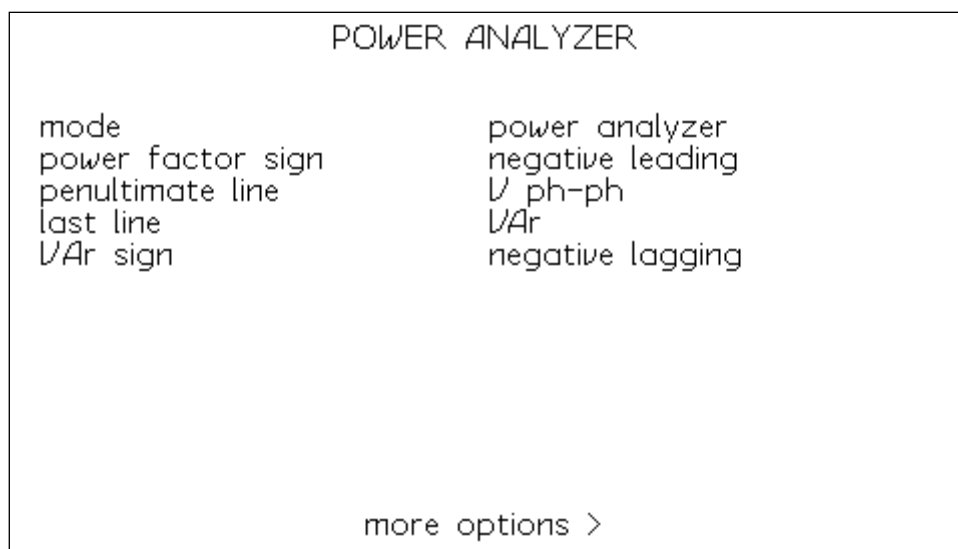 POWER ANALYZER
mode power analyzer
power factor sign negative leading
penultimate line V ph-ph
last line VAr
VAr sign negative lagging
more options >